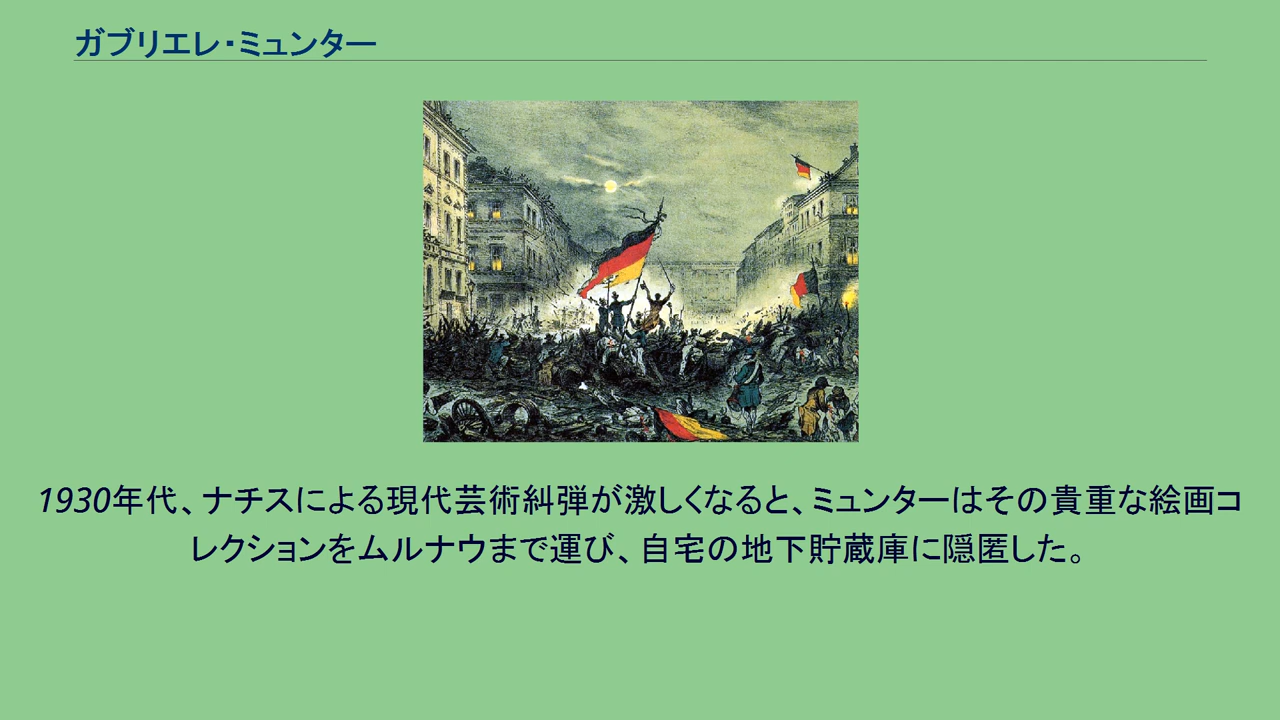 ガブリエレ・ミュンター
1930年代、ナチスによる現代芸術糾弾が激しくなると、ミュンターはその貴重な絵画コ
レクションをムルナウまで運び、自宅の地下貯蔵庫に隠匿した。